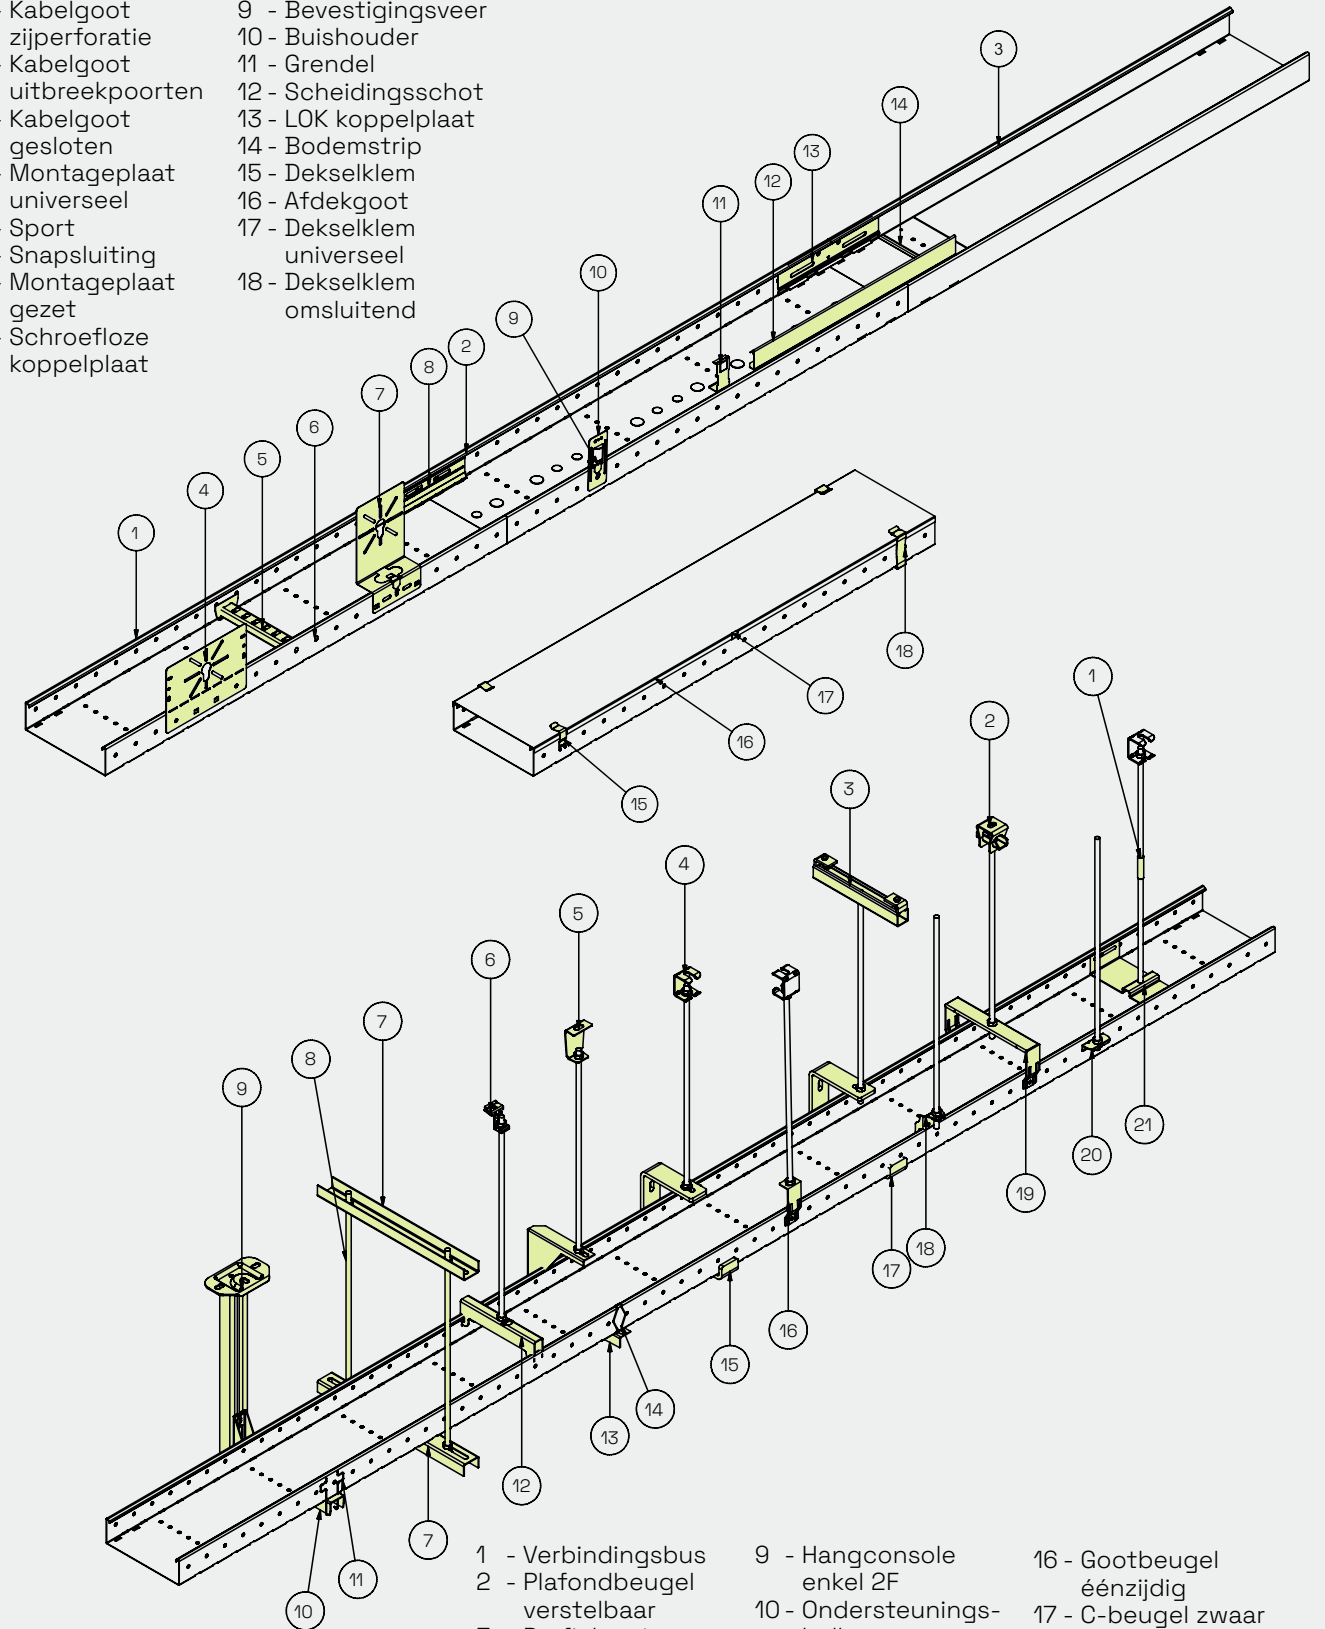 - Kabelgoot
zijperforatie
- Kabelgoot
uitbreekpoorten
- Kabelgoot
gesloten
- Montageplaat
universeel
- Sport
- Snapsluiting
- Montageplaat
gezet
- Schroefloze
koppelplaat
9 - Bevestigingsveer
10 - Buishouder
11 - Grendel
12 - Scheidingsschot
13 - LOK koppelplaat
14 - Bodemstrip
15 - Dekselklem
16 - Afdekgoot
17 - Dekselklem
universeel
18 - Dekselklem
omsluitend
3
14
13
12
11
10
9
2
8
7
6
5
4
1
18
17
16
15
1
2
3
4
5
6
7
8
9
21
20
19
18
17
16
15
14
13
12
7
11
10
1 - Verbindingsbus
2 - Plafondbeugel
verstelbaar
9 - Hangconsole
enkel 2F
10 - Ondersteunings-
16 - Gootbeugel
éénzijdig
17 - C-beugel zwaar